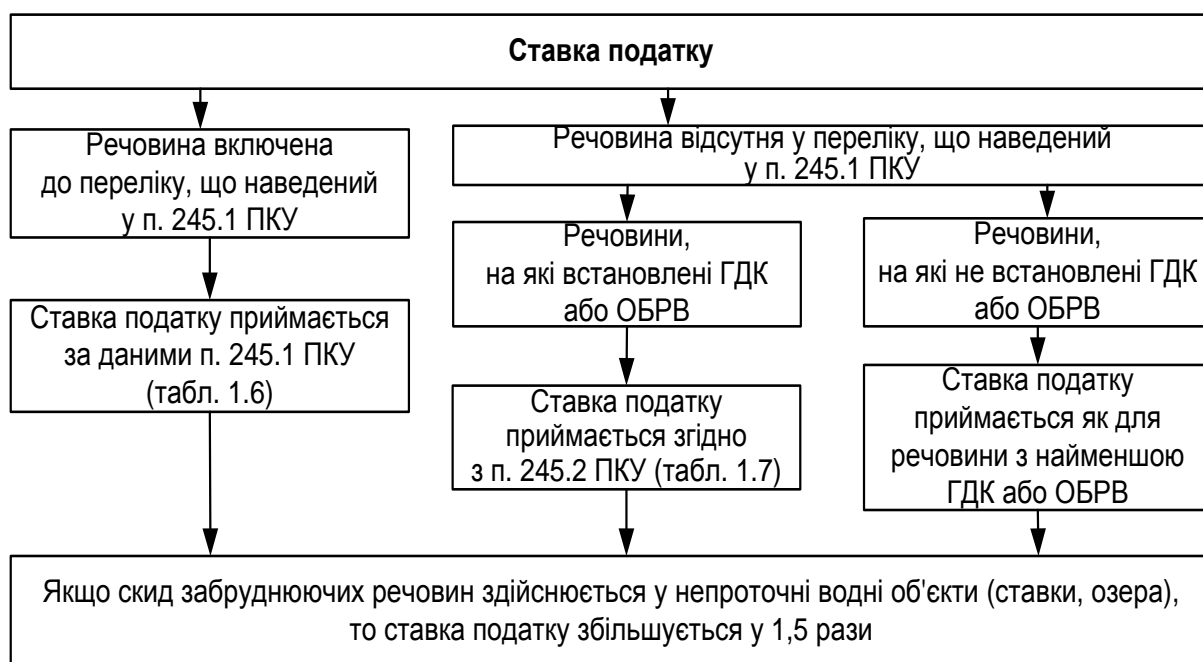 Ставка податку
Речовина включена
до переліку, що наведений
у п. 245.1 ПКУ
Речовина відсутня у переліку, що наведений
у п. 245.1 ПКУ
Речовини,
на які встановлені ГДК
або ОБРВ
Речовини,
на які не встановлені ГДК
або ОБРВ
Ставка податку приймається
за даними п. 245.1 ПКУ
(табл. 1.6)
Ставка податку
приймається згідно
з п. 245.2 ПКУ (табл. 1.7)
Ставка податку
приймається як для
речовини з найменшою
ГДК або ОБРВ
Якщо скид забруднюючих речовин здійснюється у непроточні водні об'єкти (ставки, озера),
то ставка податку збільшується у 1,5 рази